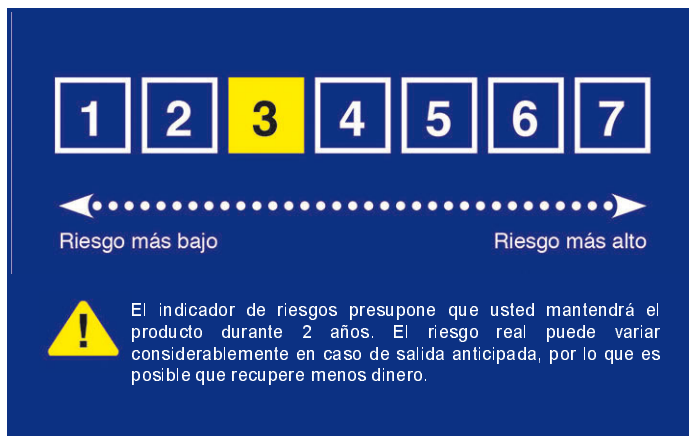 1 2 3 4 5 6 7
Riesgo más bajo Riesgo más alto
! El indicador de riesgos presupone que usted mantendrá el
producto durante 2 años. El riesgo real puede variar
considerablemente en caso de salida anticipada, por lo que es
posible que recupere menos dinero.